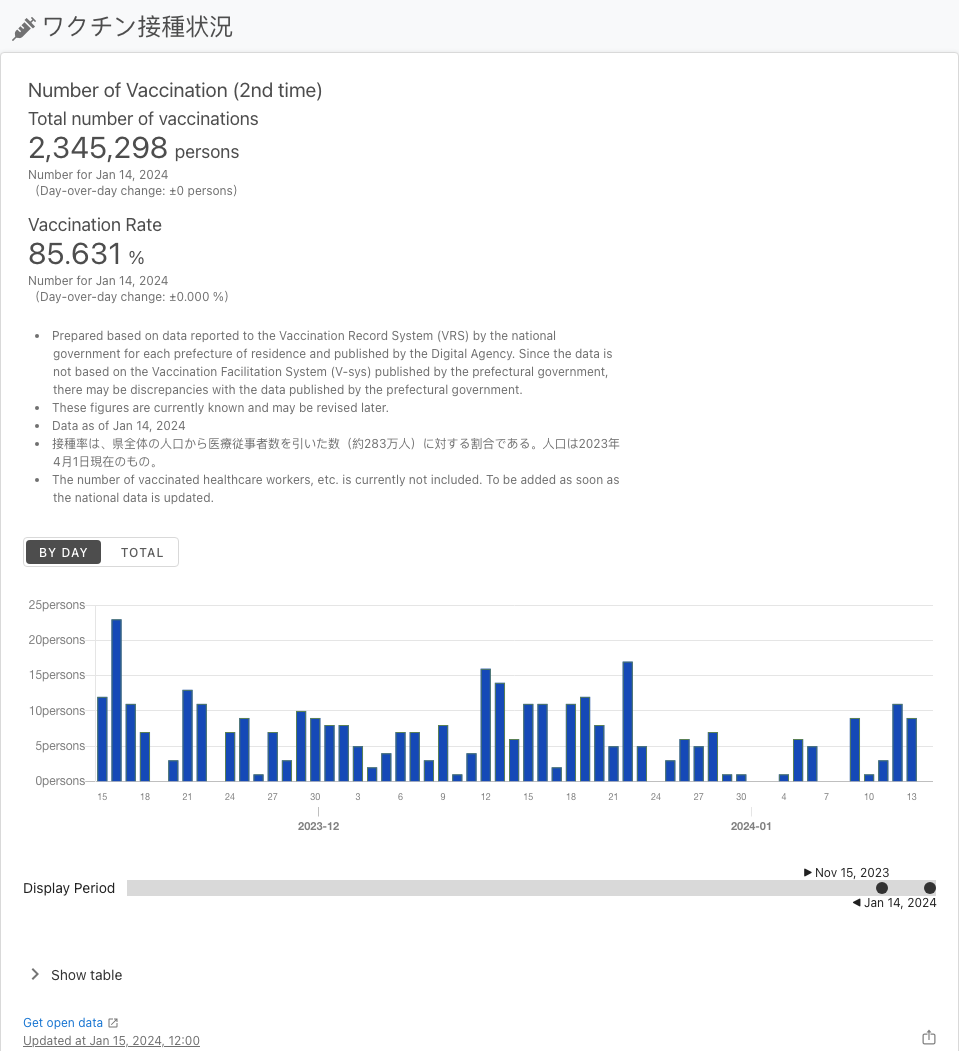 ワクチン接種状況
Number of Vaccination (2nd time)
Total number of vaccinations
2,345,298 persons
Number for Jan 14, 2024
(Day-over-day change: ±0 persons)
Vaccination Rate
85.631 %
Number for Jan 14, 2024
(Day-over-day change: ±0.000 %)
• Prepared based on data reported to the Vaccination Record System (VRS) by the national
government for each prefecture of residence and published by the Digital Agency. Since the data is
not based on the Vaccination Facilitation System (V-sys) published by the prefectural government,
there may be discrepancies with the data published by the prefectural government.
• These figures are currently known and may be revised later.
• Data as of Jan 14, 2024
• 接種率は、県全体の人口から医療従事者数を引いた数（約283万人）に対する割合である。人口は2023年
4月1日現在のもの。
• The number of vaccinated healthcare workers, etc. is currently not included. To be added as soon as
the national data is updated.
BY DAY TOTAL
25persons
20persons
15persons
10persons
5persons
0persons
15 18 21 24 27 30 3 6 9 12 15 18 21 24 27 30 4 7 10 13
2023-12 2024-01
Nov 15, 2023
Display Period
Jan 14, 2024
Show table
Get open data
Updated at Jan 15, 2024, 12:00